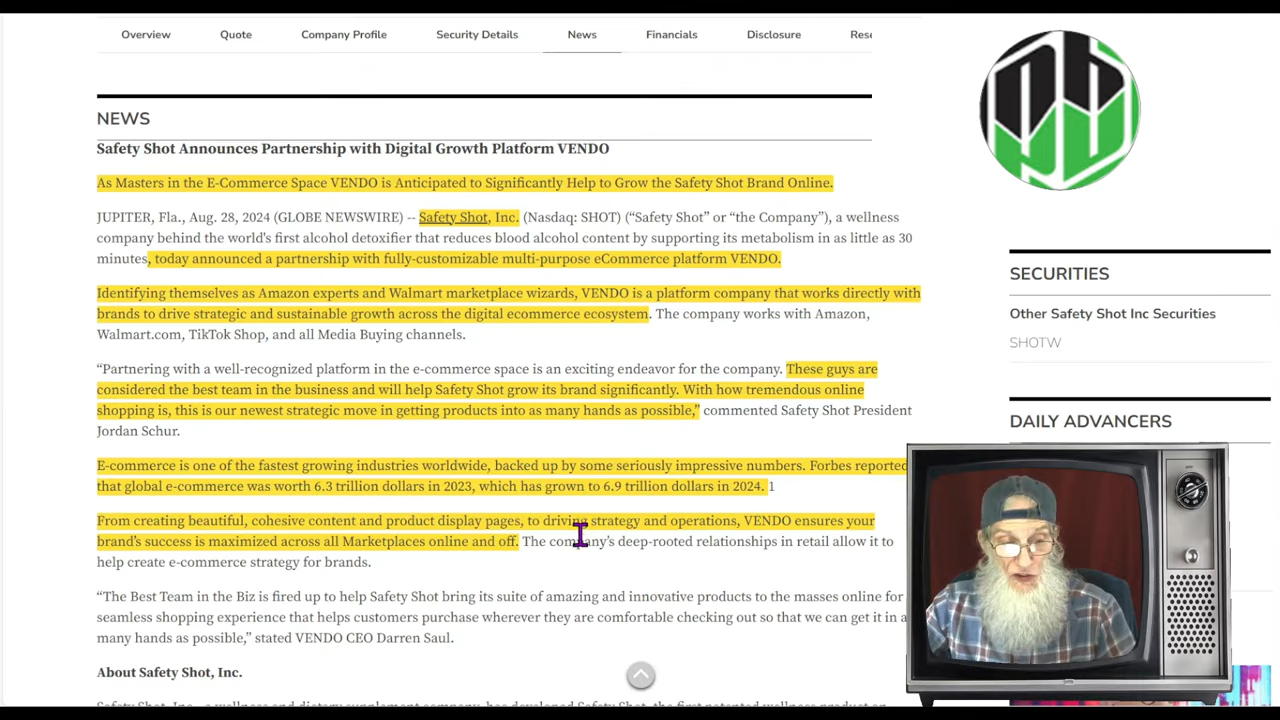 Overview Quote Company Profile Security Details News Financials Disclosure
NEWS
Safety Shot Announces Partnership with Digital Growth Platform VENDO
As Masters in the E-Commerce Space VENDO is Anticipated to Significantly Help to Grow the Safety Shot Brand Online.
JUPITER, Fla., Aug. 28, 2024 (GLOBE NEWSWIRE) -- Safety Shot, Inc. (Nasdaq: SHOT) (“Safety Shot” or “the Company”), a wellness
company behind the world’s first alcohol detoxifier that reduces blood alcohol content by supporting its metabolism in as little as 30
minutes, today announced a partnership with fully-customizable multi-purpose eCommerce platform VENDO.
Identifying themselves as Amazon experts and Walmart marketplace wizards, VENDO is a platform company that works directly with
brands to drive strategic and sustainable growth across the digital ecommerce ecosystem. The company works with Amazon,
Walmart.com, TikTok Shop, and all Media Buying channels.
“Partnering with a well-recognized platform in the e-commerce space is an exciting endeavor for the company. These guys are
considered the best team in the business and will help Safety Shot grow its brand significantly. With how tremendous online
shopping is, this is our newest strategic move in getting products into as many hands as possible,” commented Safety Shot President
Jordan Schur.
E-commerce is one of the fastest growing industries worldwide, backed up by some seriously impressive numbers. Forbes reported
that global e-commerce was worth 6.3 trillion dollars in 2023, which has grown to 6.9 trillion dollars in 2024. 1
From creating beautiful, cohesive content and product display pages, to driving strategy and operations, VENDO ensures your
brand’s success is maximized across all Marketplaces online and off. The company’s deep-rooted relationships in retail allow it to
help create e-commerce strategy for brands.
“The Best Team in the Biz is fired up to help Safety Shot bring its suite of amazing and innovative products to the masses online for
seamless shopping experience that helps customers purchase wherever they are comfortable checking out so that we can get it in a
many hands as possible,” stated VENDO CEO Darren Saul.
About Safety Shot, Inc.
SECURITIES
Other Safety Shot Inc Securities
SHOTW
DAILY ADVANCERS